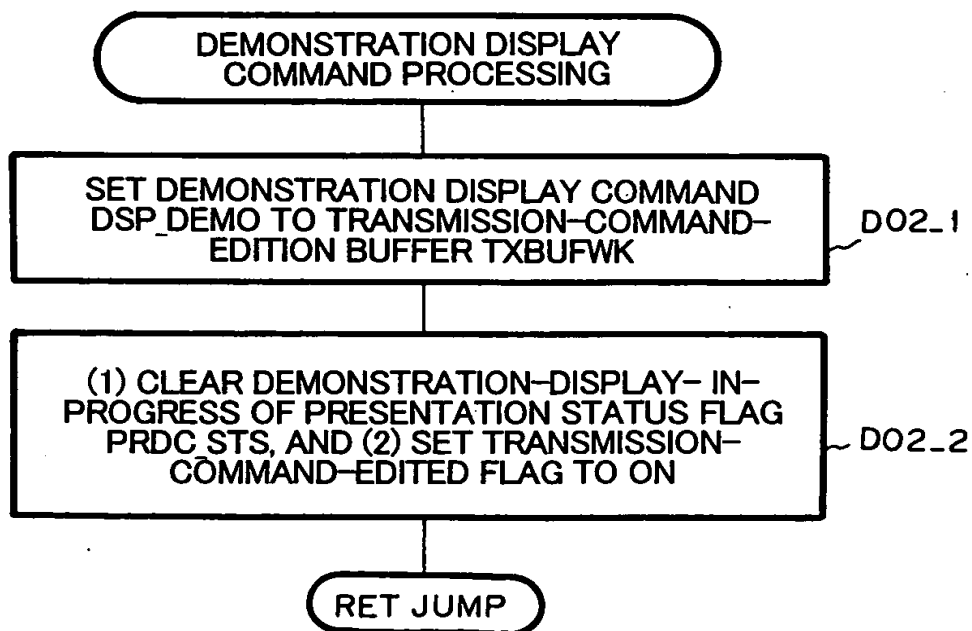 DEMONSTRATION DISPLAY
COMMAND PROCESSING
SET DEMONSTRATION DISPLAY COMMAND
DSP_DEMO TO TRANSMISSION-COMMAND-
EDITION BUFFER TXBUFWK
D02_1
(1) CLEAR DEMONSTRATION-DISPLAY- IN-
PROGRESS OF PRESENTATION STATUS FLAG
PRDC_STS, AND (2) SET TRANSMISSION-
COMMAND-EDITED FLAG TO ON
D02_2
RET JUMP